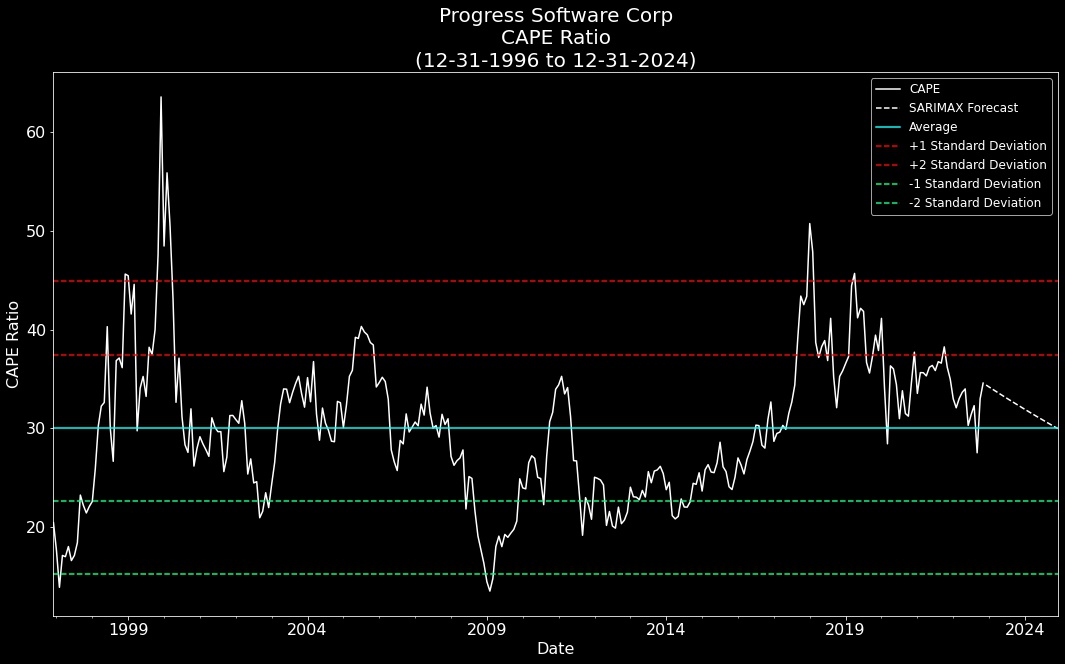 Progress Software Corp
CAPE Ratio
(12-31-1996 to 12-31-2024)
CAPE
SARIMAX Forecast
Average
+1 Standard Deviation
+2 Standard Deviation
-1 Standard Deviation
-2 Standard Deviation
CAPE Ratio
60
50
40
30
20
1999 2004 2009 2014 2019 2024
Date